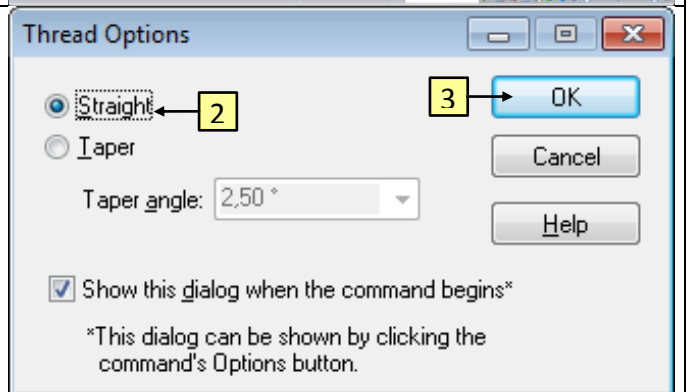 Thread Options
Straight
2
3
OK
Taper
Cancel
Taper angle: 2,50 °
Help
Show this dialog when the command begins*
*This dialog can be shown by clicking the
command's Options button.